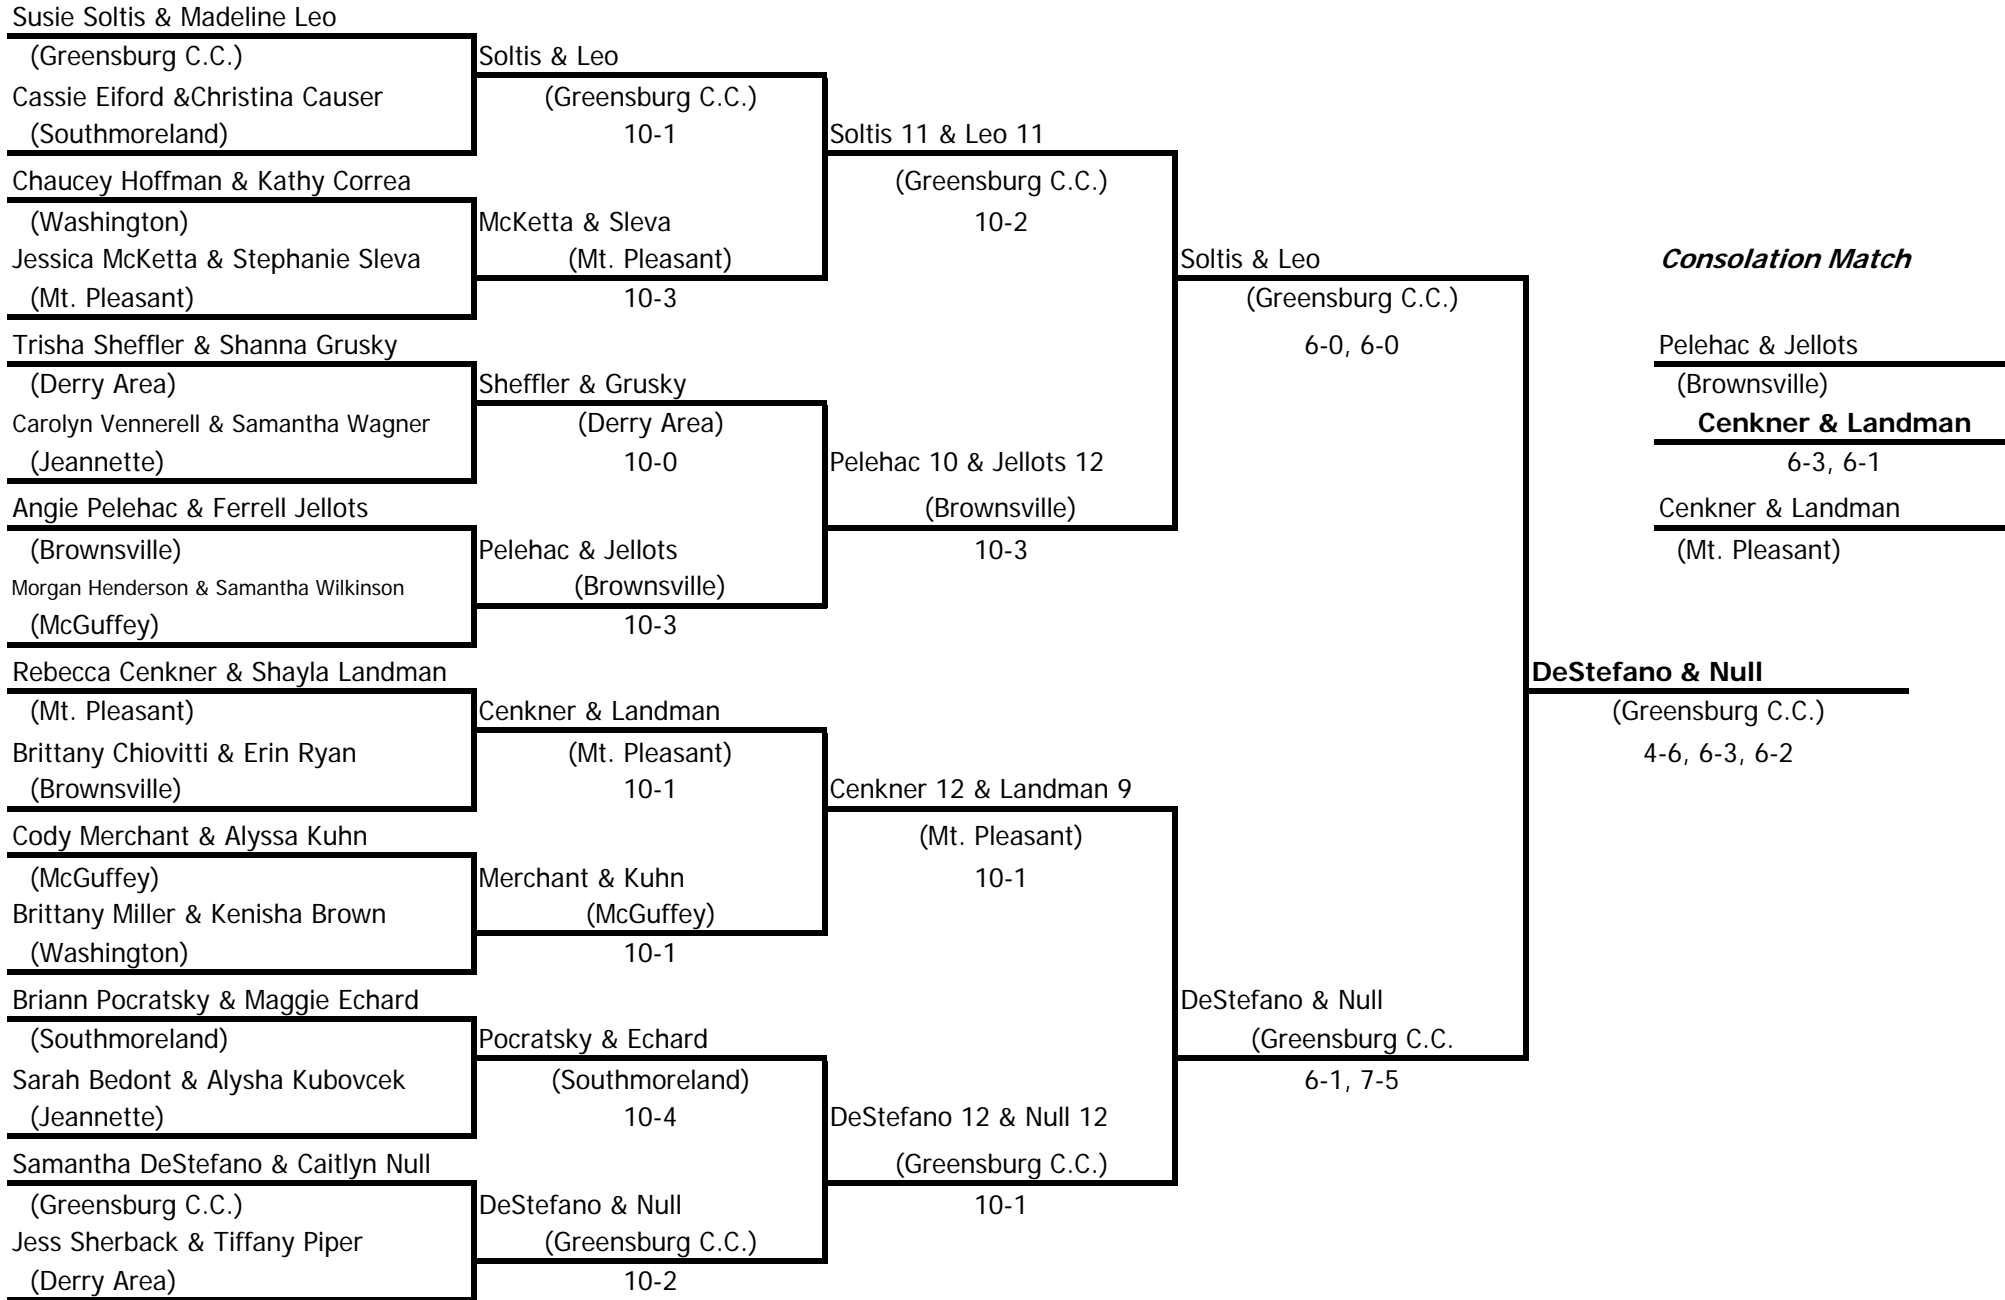 Susie Soltis & Madeline Leo
(Greensburg C.C.)
Cassie Eiford &Christina Causer
(Southmoreland)
Chaucey Hoffman & Kathy Correa
(Washington)
Jessica McKetta & Stephanie Sleva
(Mt. Pleasant)
Trisha Sheffler & Shanna Grusky
(Derry Area)
Carolyn Vennerell & Samantha Wagner
(Jeannette)
Angie Pelehac & Ferrell Jellots
(Brownsville)
Morgan Henderson & Samantha Wilkinson
(McGuffey)
Rebecca Cenkner & Shayla Landman
(Mt. Pleasant)
Brittany Chiovitti & Erin Ryan
(Brownsville)
Cody Merchant & Alyssa Kuhn
(McGuffey)
Brittany Miller & Kenisha Brown
(Washington)
Briann Pocratsky & Maggie Echard
(Southmoreland)
Sarah Bedont & Alysha Kubovcek
(Jeannette)
Samantha DeStefano & Caitlyn Null
(Greensburg C.C.)
Jess Sherback & Tiffany Piper
(Derry Area)
Soltis & Leo
(Greensburg C.C.)
10-1
McKetta & Sleva
(Mt. Pleasant)
10-3
Sheffler & Grusky
(Derry Area)
10-0
Pelehac & Jellots
(Brownsville)
10-3
Cenkner & Landman
(Mt. Pleasant)
10-1
Merchant & Kuhn
(McGuffey)
10-1
Pocratsky & Echard
(Southmoreland)
10-4
DeStefano & Null
(Greensburg C.C.)
10-2
Soltis 11 & Leo 11
(Greensburg C.C.)
10-2
Pelehac 10 & Jellots 12
(Brownsville)
10-3
Cenkner 12 & Landman 9
(Mt. Pleasant)
10-1
DeStefano 12 & Null 12
(Greensburg C.C.)
10-1
Soltis & Leo
(Greensburg C.C.)
6-0, 6-0
DeStefano & Null
(Greensburg C.C.
6-1, 7-5
DeStefano & Null
(Greensburg C.C.)
4-6, 6-3, 6-2
Consolation Match
Pelehac & Jellots
(Brownsville)
Cenkner & Landman
6-3, 6-1
Cenkner & Landman
(Mt. Pleasant)